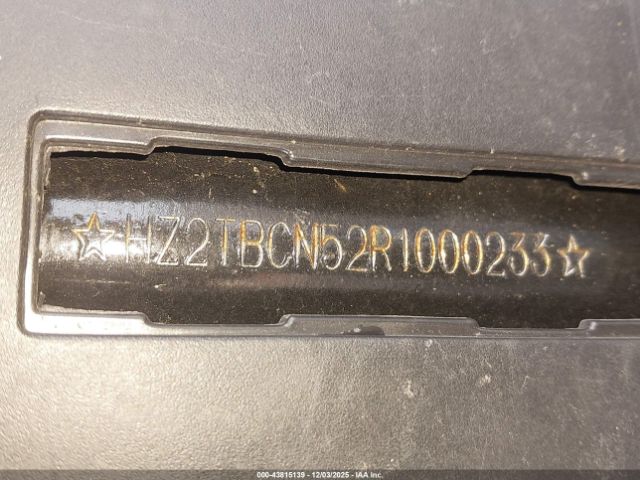 ☆HZ2TBCN52R1000233☆
000-43815139 - 12/03/2025 - IAA Inc.